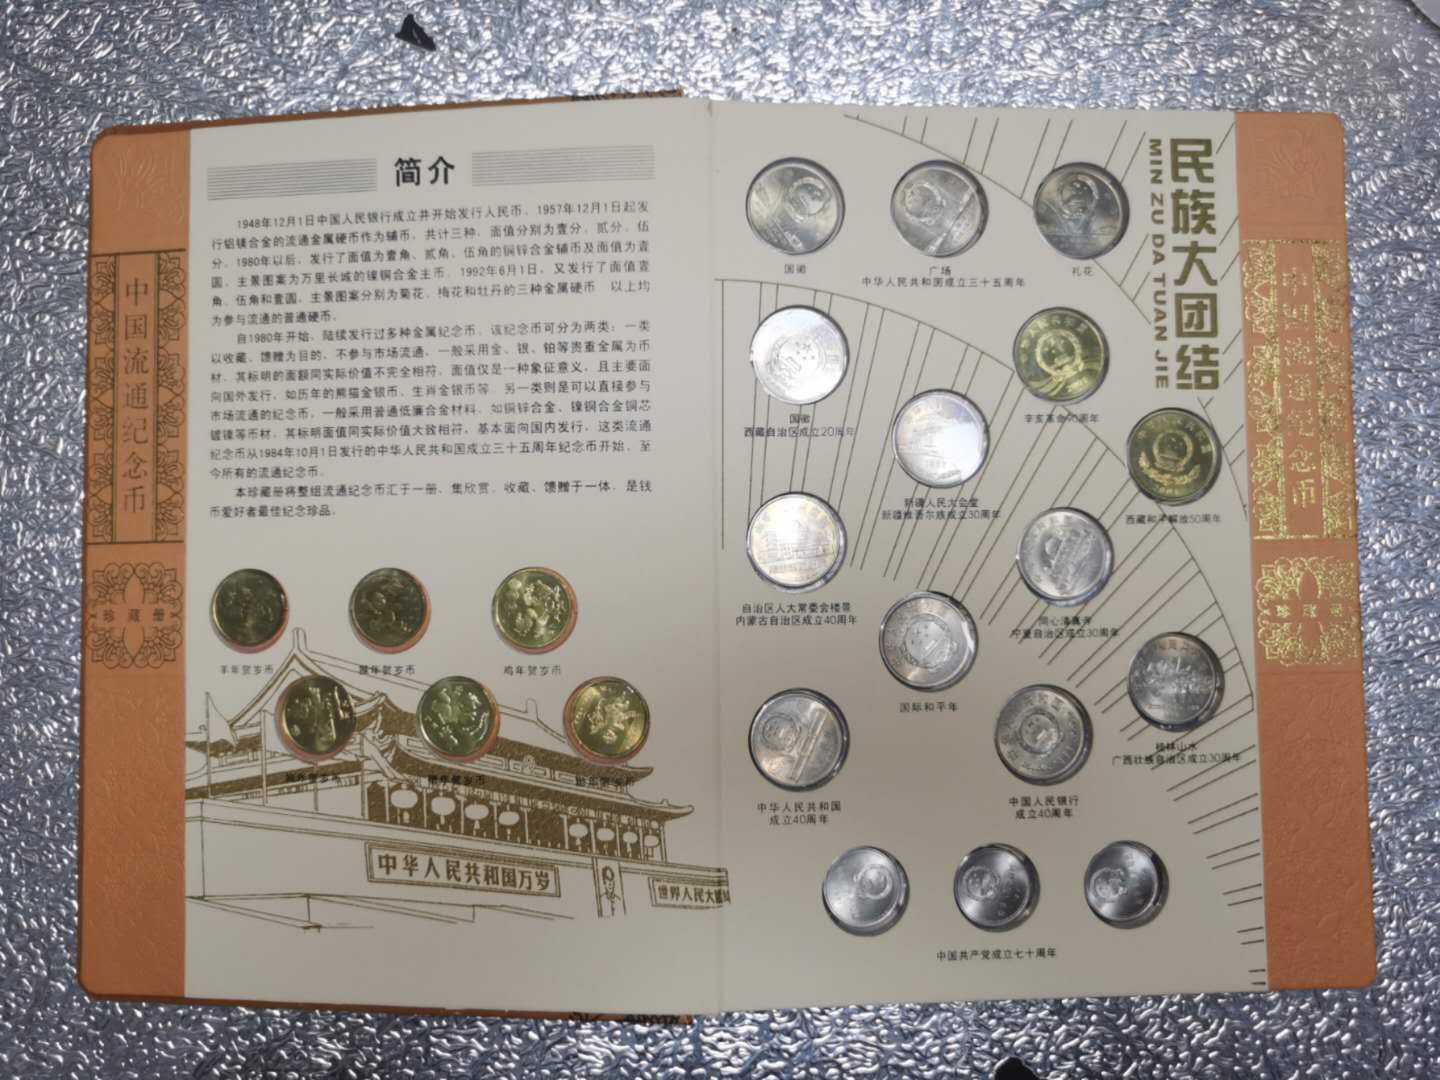 中国流通纪念币
珍藏册
简介
1948年12月1日中国人民银行成立并开始发行人民币，1957年12月1日起发
行铝镁合金的流通金属硬币作为辅币，共计三种，面值分别为壹分、贰分、伍
分。1980年以后，发行了面值为壹角、贰角、伍角的铜锌合金辅币及面值为壹
圆，主景图案为万里长城的镍铜合金主币，1992年6月1日，又发行了面值壹
角、伍角和壹圆，主景图案分别为菊花、梅花和牡丹的三种金属硬币 以上均
为参与流通的普通硬币。
自1980年开始，陆续发行过多种金属纪念币，该纪念币可分为两类：一类
以收藏、馈赠为目的，不参与市场流通，一般采用金、银、铂等贵重金属为币
材，其标明的面额同实际价值不完全相符，面值仅是一种象征意义，且主要面
向国外发行，如历年的熊猫金银币、生肖金银币等，另一类则是可以直接参与
市场流通的纪念币，一般采用普通低廉合金材料，如铜锌合金、镍铜合金铜芯
镀镍等币材，其标明面值同实际价值大致相符，基本面向国内发行，这类流通
纪念币从1984年10月1日发行的中华人民共和国成立三十五周年纪念币开始，至
今所有的流通纪念币。
本珍藏册将整组流通纪念币汇于一册，集欣赏、收藏、馈赠于一体，是钱
币爱好者最佳纪念珍品。
羊年贺岁币
猴年贺岁币
鸡年贺岁币
狗年贺岁币
猪年贺岁币
年贺岁币
中华人民共和国万岁
世界人民大团结
民族大团结
MIN ZU DA TUAN JIE
国徽
广场
礼花
中华人民共和国成立三十五周年
国徽
西藏自治区成立20周年
辛亥革命90周年
新疆人民大会堂
新疆维吾尔族成立30周年
西藏和平解放50周年
自治区人大常委会楼景
内蒙古自治区成立40周年
同心清真寺
宁夏自治区成立30周年
国际和平年
桂林山水
广西壮族自治区成立30周年
中华人民共和国
成立40周年
中国人民银行
成立40周年
中国共产党成立七十周年
中国流通纪念币
珍藏册